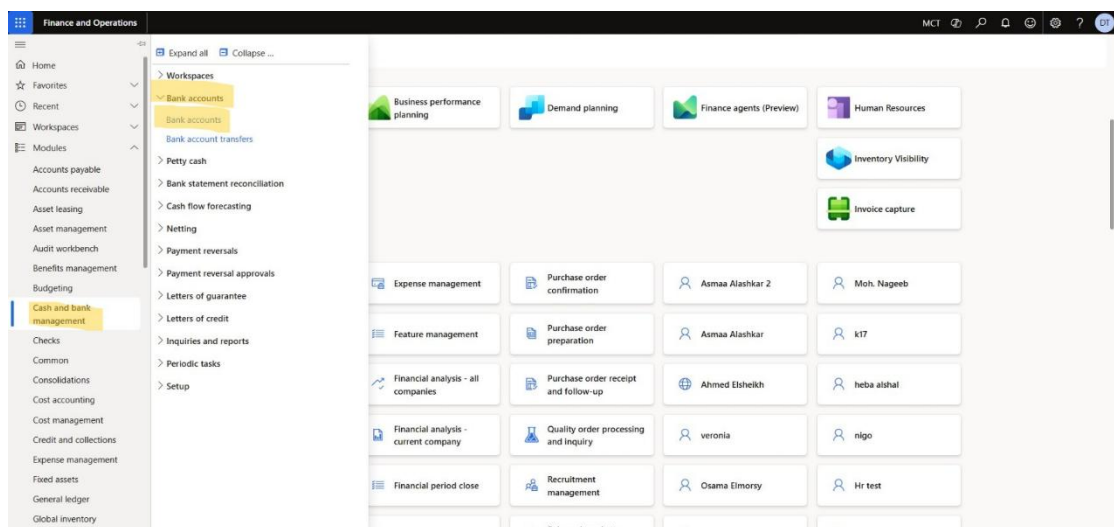 Finance and Operations
MCT
DT
Home
Favorites
Recent
Workspaces
Modules
Accounts payable
Accounts receivable
Asset leasing
Asset management
Audit workbench
Benefits management
Budgeting
Cash and bank
management
Checks
Common
Consolidations
Cost accounting
Cost management
Credit and collections
Expense management
Fixed assets
General ledger
Global inventory
Expand all
Collapse ...
Workspaces
Bank accounts
Bank accounts
Bank account transfers
Petty cash
Bank statement reconciliation
Cash flow forecasting
Netting
Payment reversals
Payment reversal approvals
Letters of guarantee
Letters of credit
Inquiries and reports
Periodic tasks
Setup
Business performance
planning
Demand planning
Finance agents (Preview)
Human Resources
Inventory Visibility
Invoice capture
Expense management
Purchase order
confirmation
Asmaa Alashkar 2
Moh. Nageeb
Feature management
Purchase order
preparation
Asmaa Alashkar
k17
Financial analysis - all
companies
Purchase order receipt
and follow-up
Ahmed Elsheikh
heba alshal
Financial analysis -
current company
Quality order processing
and inquiry
veronia
nigo
Financial period close
Recruitment
management
Osama Elmorsy
Hr test